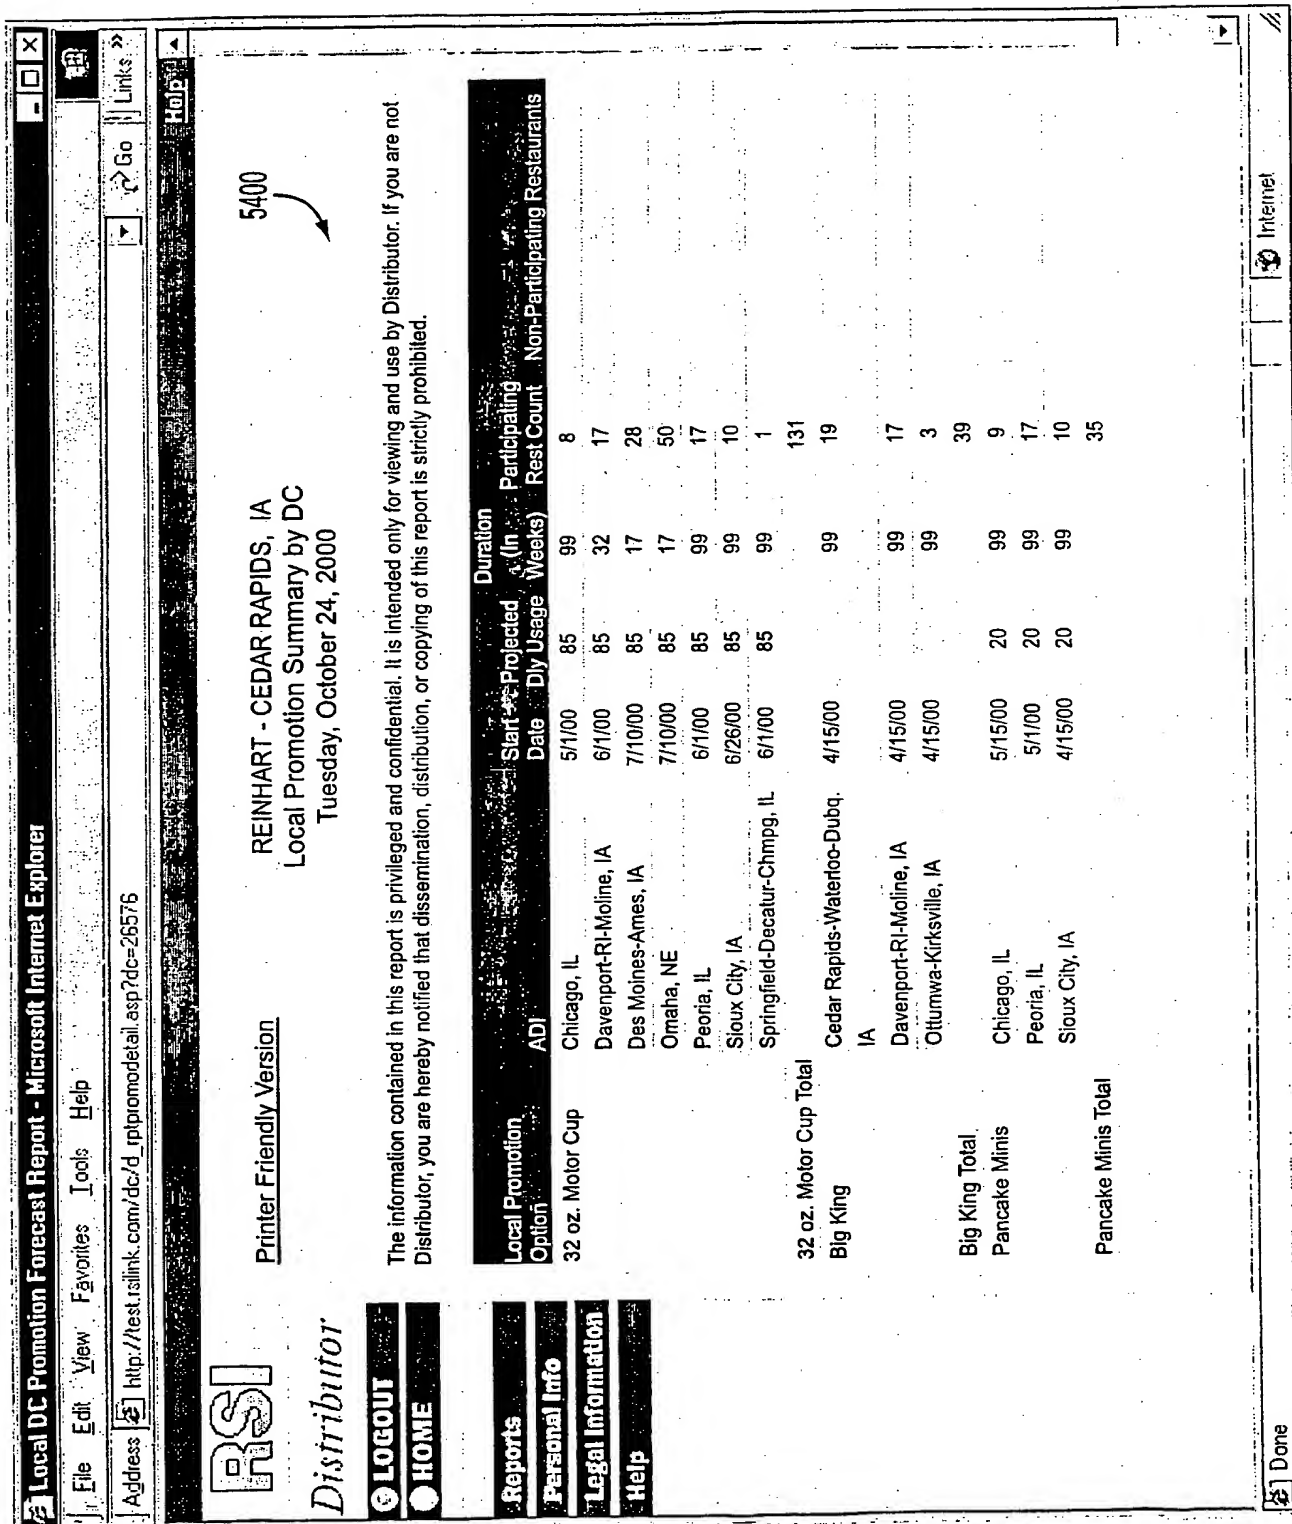 Local DC Promotion Forecast Report - Microsoft Internet Explorer
File Edit View Favorites Tools Help
Address http://test.rsilink.com/dc/d_rptpromodetail.asp?dc=26576 Go Links »
Help
RSI
Distributor
LOGOUT
HOME
Reports
Personal Info
Legal Information
Help
Printer Friendly Version
REINHART - CEDAR RAPIDS, IA
Local Promotion Summary by DC
Tuesday, October 24, 2000
5400
The information contained in this report is privileged and confidential. It is intended only for viewing and use by Distributor. If you are not
Distributor, you are hereby notified that dissemination, distribution, or copying of this report is strictly prohibited.
Duration
Local Promotion Start Projected (In Participating
Option ADI Date Dly Usage Weeks) Rest Count Non-Participating Restaurants
32 oz. Motor Cup Chicago, IL 5/1/00 85 99 8
Davenport-RI-Moline, IA 6/1/00 85 32 17
Des Moines-Ames, IA 7/10/00 85 17 28
Omaha, NE 7/10/00 85 17 50
Peoria, IL 6/1/00 85 99 17
Sioux City, IA 6/26/00 85 99 10
Springfield-Decatur-Chmpg, IL 6/1/00 85 99 1
32 oz. Motor Cup Total 131
Big King Cedar Rapids-Waterloo-Dubq. 4/15/00 99 19
IA
Davenport-RI-Moline, IA 4/15/00 99 17
Ottumwa-Kirksville, IA 4/15/00 99 3
Big King Total 39
Pancake Minis Chicago, IL 5/15/00 20 99 9
Peoria, IL 5/1/00 20 99 17
Sioux City, IA 4/15/00 20 99 10
Pancake Minis Total 35
Done Internet